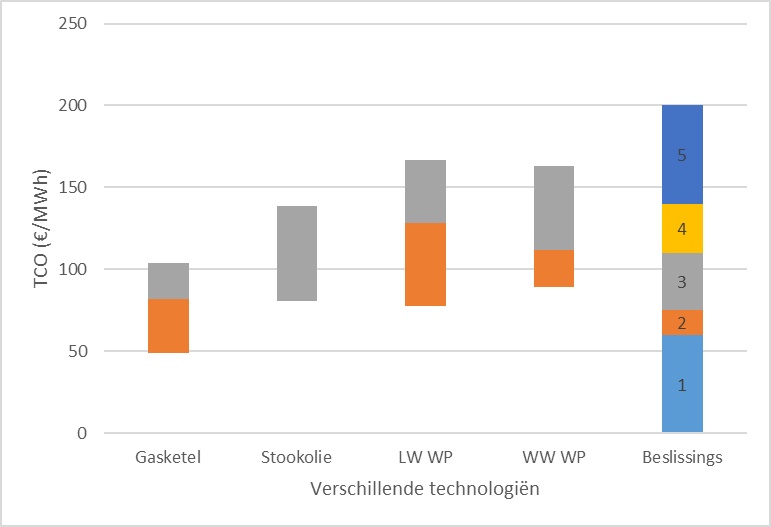 250
200
150
100
50
0
TCO (€/MWh)
5
4
3
2
1
Gasketel
Stookolie
LW WP
WW WP
Beslissings
Verschillende technologiën